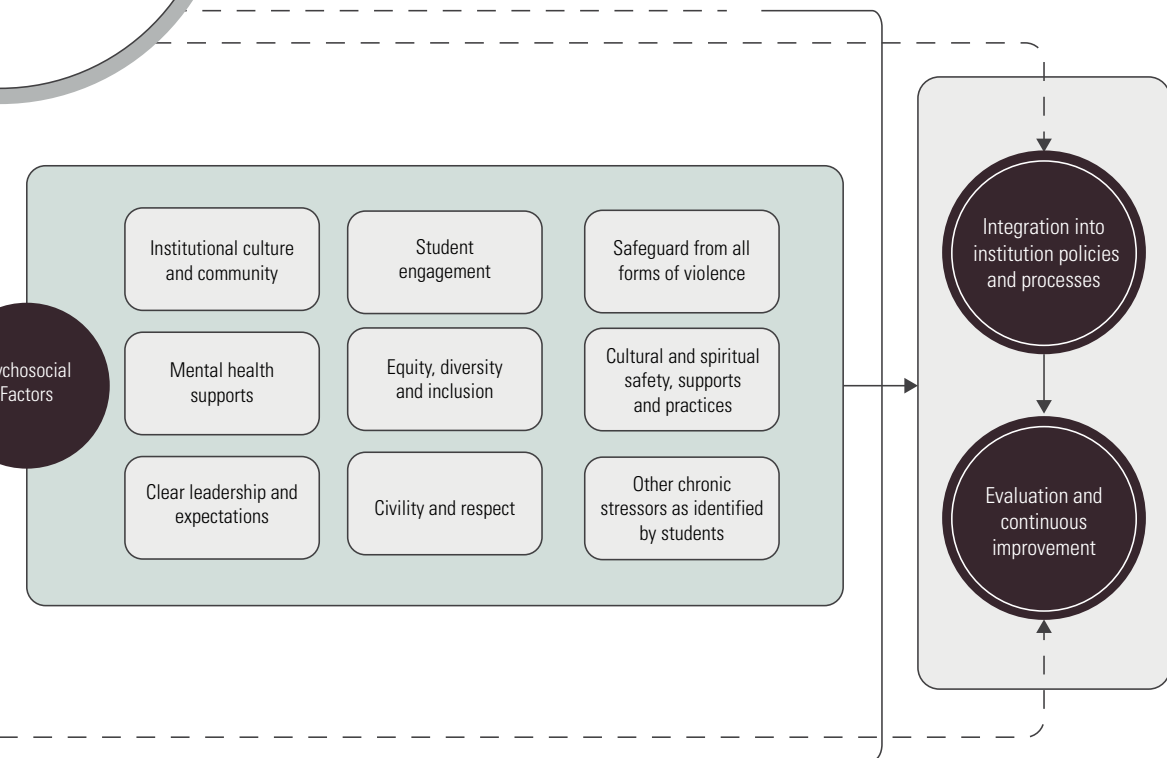 Institutional culture
and community
Student
engagement
Safeguard from all
forms of violence
Mental health
supports
Equity, diversity
and inclusion
Cultural and spiritual
safety, supports
and practices
Clear leadership and
expectations
Civility and respect
Other chronic
stressors as identified
by students
ychosocial
Factors
Integration into
institution policies
and processes
Evaluation and
continuous
improvement